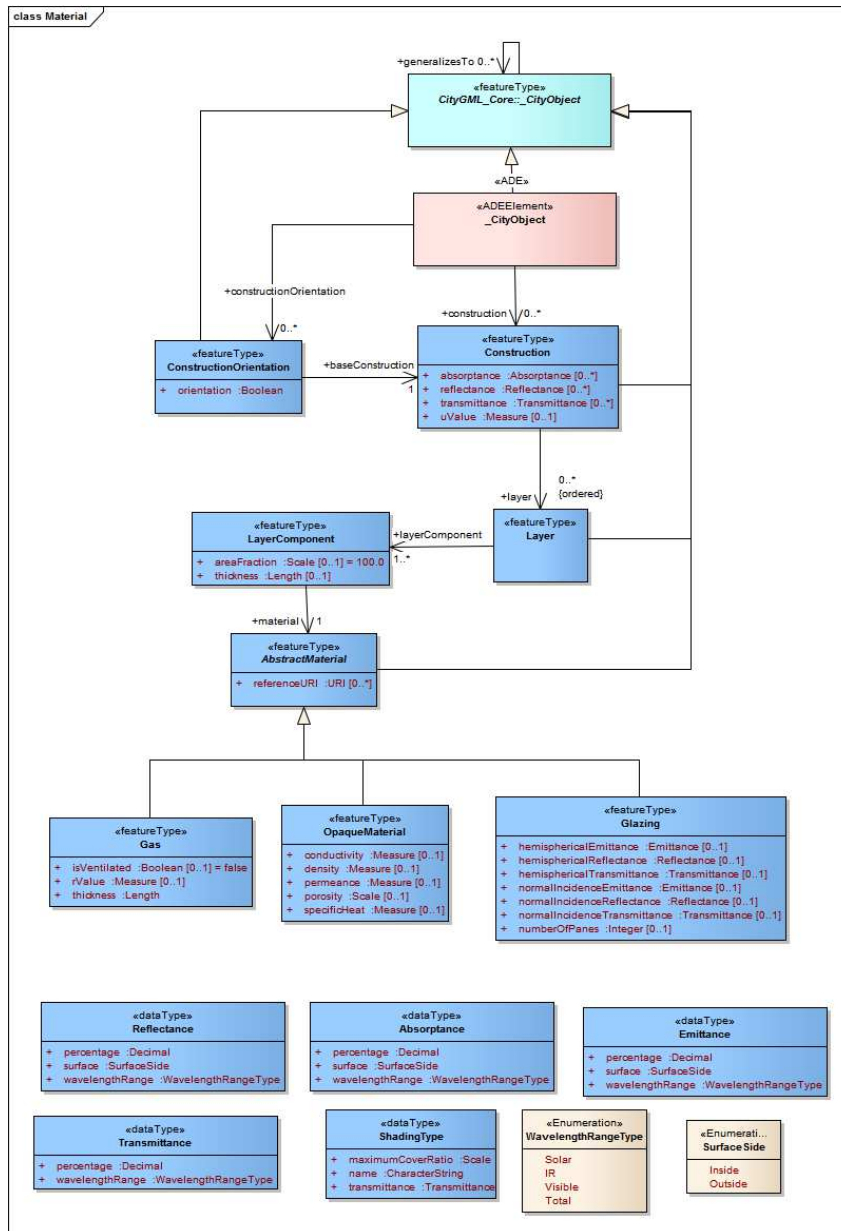 class Material
+generalizesTo 0..*
«featureType»
CityGML_Core::_CityObject
«ADE»
«ADEElement»
_CityObject
+constructionOrientation
0..*
+construction 0..*
«featureType»
ConstructionOrientation
+ orientation :Boolean
+baseConstruction
1
«featureType»
Construction
+ absorptance :Absorptance [0..*]
+ reflectance :Reflectance [0..*]
+ transmittance :Transmittance [0..*]
+ uValue :Measure [0..1]
+layer
0..*
{ordered}
«featureType»
LayerComponent
+ areaFraction :Scale [0..1] = 100.0
+ thickness :Length [0..1]
+layerComponent
1..*
«featureType»
Layer
+material 1
«featureType»
AbstractMaterial
+ referenceURI :URI [0..*]
«featureType»
Gas
+ isVentilated :Boolean [0..1] = false
+ rValue :Measure [0..1]
+ thickness :Length
«featureType»
OpaqueMaterial
+ conductivity :Measure [0..1]
+ density :Measure [0..1]
+ permeance :Measure [0..1]
+ porosity :Scale [0..1]
+ specificHeat :Measure [0..1]
«featureType»
Glazing
+ hemisphericalEmittance :Emittance [0..1]
+ hemisphericalReflectance :Reflectance [0..1]
+ hemisphericalTransmittance :Transmittance [0..1]
+ normalIncidenceEmittance :Emittance [0..1]
+ normalIncidenceReflectance :Reflectance [0..1]
+ normalIncidenceTransmittance :Transmittance [0..1]
+ numberOfPanes :Integer [0..1]
«dataType»
Reflectance
+ percentage :Decimal
+ surface :SurfaceSide
+ wavelengthRange :WavelengthRangeType
«dataType»
Absorptance
+ percentage :Decimal
+ surface :SurfaceSide
+ wavelengthRange :WavelengthRangeType
«dataType»
Emittance
+ percentage :Decimal
+ surface :SurfaceSide
+ wavelengthRange :WavelengthRangeType
«dataType»
Transmittance
+ percentage :Decimal
+ wavelengthRange :WavelengthRangeType
«dataType»
ShadingType
+ maximumCoverRatio :Scale
+ name :CharacterString
+ transmittance :Transmittance
«Enumeration»
WavelengthRangeType
Solar
IR
Visible
Total
«Enumerati...
SurfaceSide
Inside
Outside